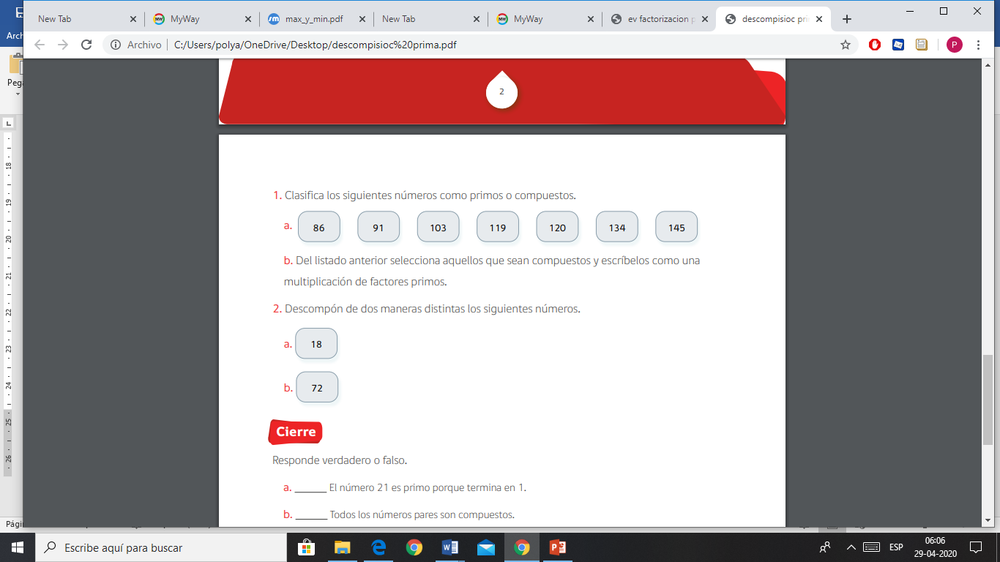 New Tab MyWay max_y_min.pdf New Tab MyWay ev factorizacion descompisioc pri
Arch
Archivo C:/Users/polya/OneDrive/Desktop/descompisioc%20prima.pdf P
Peg
2
1. Clasifica los siguientes números como primos o compuestos.
a. 86 91 103 119 120 134 145
b. Del listado anterior selecciona aquellos que sean compuestos y escríbelos como una
multiplicación de factores primos.
2. Descompón de dos maneras distintas los siguientes números.
a. 18
b. 72
Cierre
Responde verdadero o falso.
a. ______ El número 21 es primo porque termina en 1.
b. ______ Todos los números pares son compuestos.
18
19
20
21
22
23
24
25
26
Pági
Escribe aquí para buscar
ESP
06:06
29-04-2020